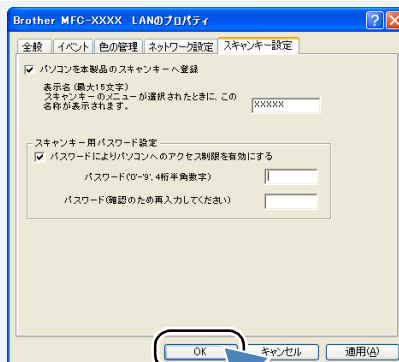 Brother MFC-XXXX LANのプロパティ
全般 イベント 色の管理 ネットワーク設定 スキャンキー設定
パソコンを本製品のスキャンキーへ登録
表示名 (最大15文字)
スキャンキーのメニューが選択されたときに、この
名称が表示されます。
XXXXX
スキャンキー用パスワード設定
パスワードによりパソコンへのアクセス制限を有効にする
パスワード('0'-'9', 4桁半角数字)
パスワード(確認のため再入力してください)
OK キャンセル 適用(A)